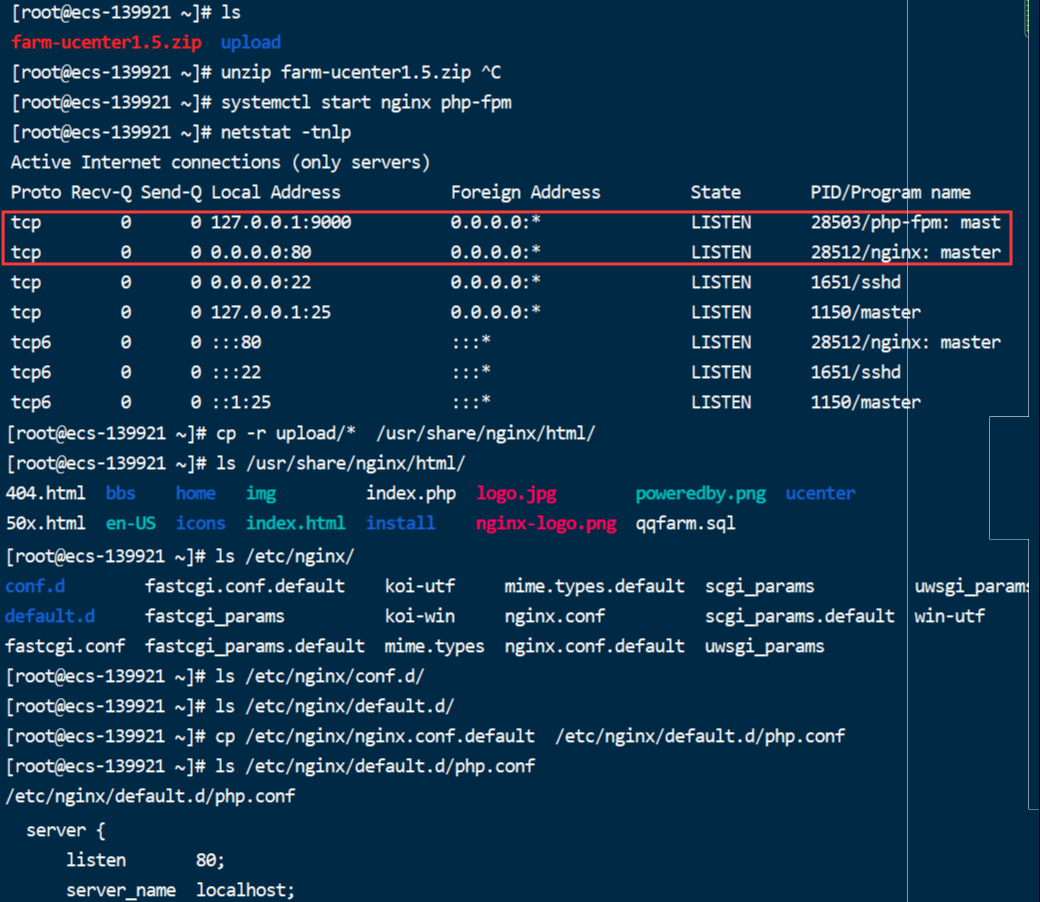 [root@ecs-139921 ~]# ls
farm-ucenter1.5.zip  upload
[root@ecs-139921 ~]# unzip farm-ucenter1.5.zip ^C
[root@ecs-139921 ~]# systemctl start nginx php-fpm
[root@ecs-139921 ~]# netstat -tnlp
Active Internet connections (only servers)
Proto Recv-Q Send-Q Local Address           Foreign Address         State       PID/Program name
tcp        0      0 127.0.0.1:9000          0.0.0.0:*               LISTEN      28503/php-fpm: mast
tcp        0      0 0.0.0.0:80              0.0.0.0:*               LISTEN      28512/nginx: master
tcp        0      0 0.0.0.0:22              0.0.0.0:*               LISTEN      1651/sshd
tcp        0      0 127.0.0.1:25            0.0.0.0:*               LISTEN      1150/master
tcp6       0      0 :::80                   :::*                    LISTEN      28512/nginx: master
tcp6       0      0 :::22                   :::*                    LISTEN      1651/sshd
tcp6       0      0 ::1:25                  :::*                    LISTEN      1150/master
[root@ecs-139921 ~]# cp -r upload/*  /usr/share/nginx/html/
[root@ecs-139921 ~]# ls /usr/share/nginx/html/
404.html  bbs    home   img         index.php  logo.jpg        poweredby.png  ucenter
50x.html  en-US  icons  index.html  install    nginx-logo.png  qqfarm.sql
[root@ecs-139921 ~]# ls /etc/nginx/
conf.d        fastcgi.conf.default    koi-utf     mime.types.default  scgi_params          uwsgi_params
default.d     fastcgi_params          koi-win     nginx.conf          scgi_params.default  win-utf
fastcgi.conf  fastcgi_params.default  mime.types  nginx.conf.default  uwsgi_params
[root@ecs-139921 ~]# ls /etc/nginx/conf.d/
[root@ecs-139921 ~]# ls /etc/nginx/default.d/
[root@ecs-139921 ~]# cp /etc/nginx/nginx.conf.default  /etc/nginx/default.d/php.conf
[root@ecs-139921 ~]# ls /etc/nginx/default.d/php.conf
/etc/nginx/default.d/php.conf
server {
listen       80;
server_name  localhost;